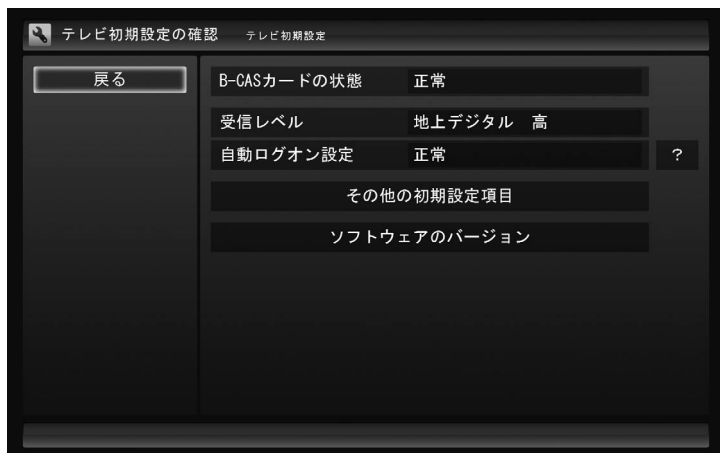 テレビ初期設定の確認 テレビ初期設定
戻る
B-CASカードの状態 正常
受信レベル 地上デジタル 高
自動ログオン設定 正常 ?
その他の初期設定項目
ソフトウェアのバージョン